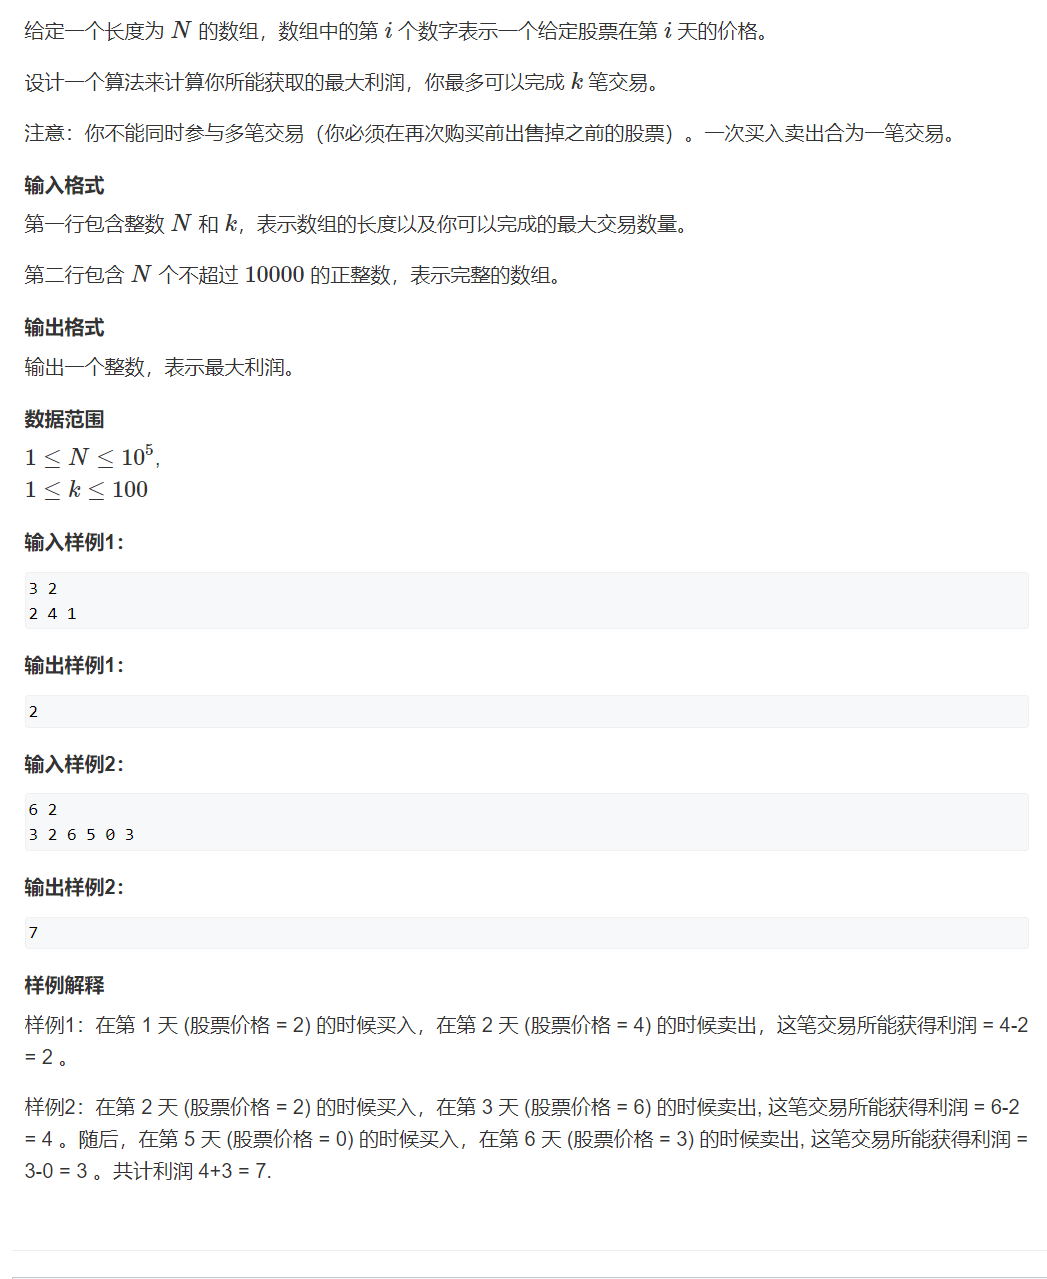 给定一个长度为 N 的数组，数组中的第 i 个数字表示一个给定股票在第 i 天的价格。
设计一个算法来计算你所能获取的最大利润，你最多可以完成 k 笔交易。
注意：你不能同时参与多笔交易（你必须在再次购买前出售掉之前的股票）。一次买入卖出合为一笔交易。
输入格式
第一行包含整数 N 和 k，表示数组的长度以及你可以完成的最大交易数量。
第二行包含 N 个不超过 10000 的正整数，表示完整的数组。
输出格式
输出一个整数，表示最大利润。
数据范围
1 ≤ N ≤ 10⁵,
1 ≤ k ≤ 100
输入样例1：
3 2
2 4 1
输出样例1：
2
输入样例2：
6 2
3 2 6 5 0 3
输出样例2：
7
样例解释
样例1：在第 1 天 (股票价格 = 2) 的时候买入，在第 2 天 (股票价格 = 4) 的时候卖出，这笔交易所能获得利润 = 4-2
= 2 。
样例2：在第 2 天 (股票价格 = 2) 的时候买入，在第 3 天 (股票价格 = 6) 的时候卖出, 这笔交易所能获得利润 = 6-2
= 4 。随后，在第 5 天 (股票价格 = 0) 的时候买入，在第 6 天 (股票价格 = 3) 的时候卖出, 这笔交易所能获得利润 =
3-0 = 3 。共计利润 4+3 = 7.